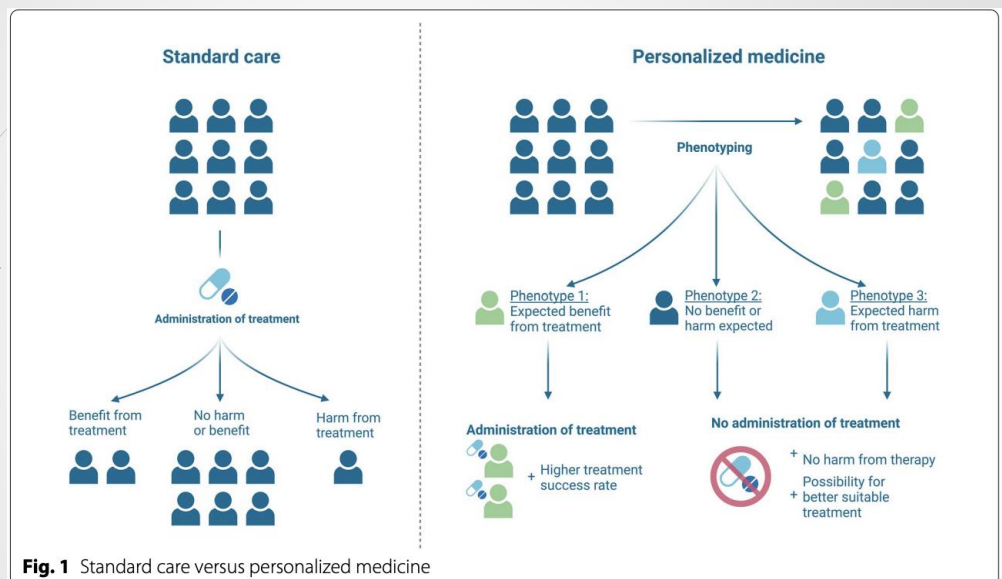 Standard care
Administration of treatment
Benefit from
treatment
No harm
or benefit
Harm from
treatment
Personalized medicine
Phenotyping
Phenotype 1:
Expected benefit
from treatment
Phenotype 2:
No benefit or
harm expected
Phenotype 3:
Expected harm
from treatment
Administration of treatment
+ Higher treatment
success rate
No administration of treatment
+ No harm from therapy
+ Possibility for
better suitable
treatment
Fig. 1 Standard care versus personalized medicine